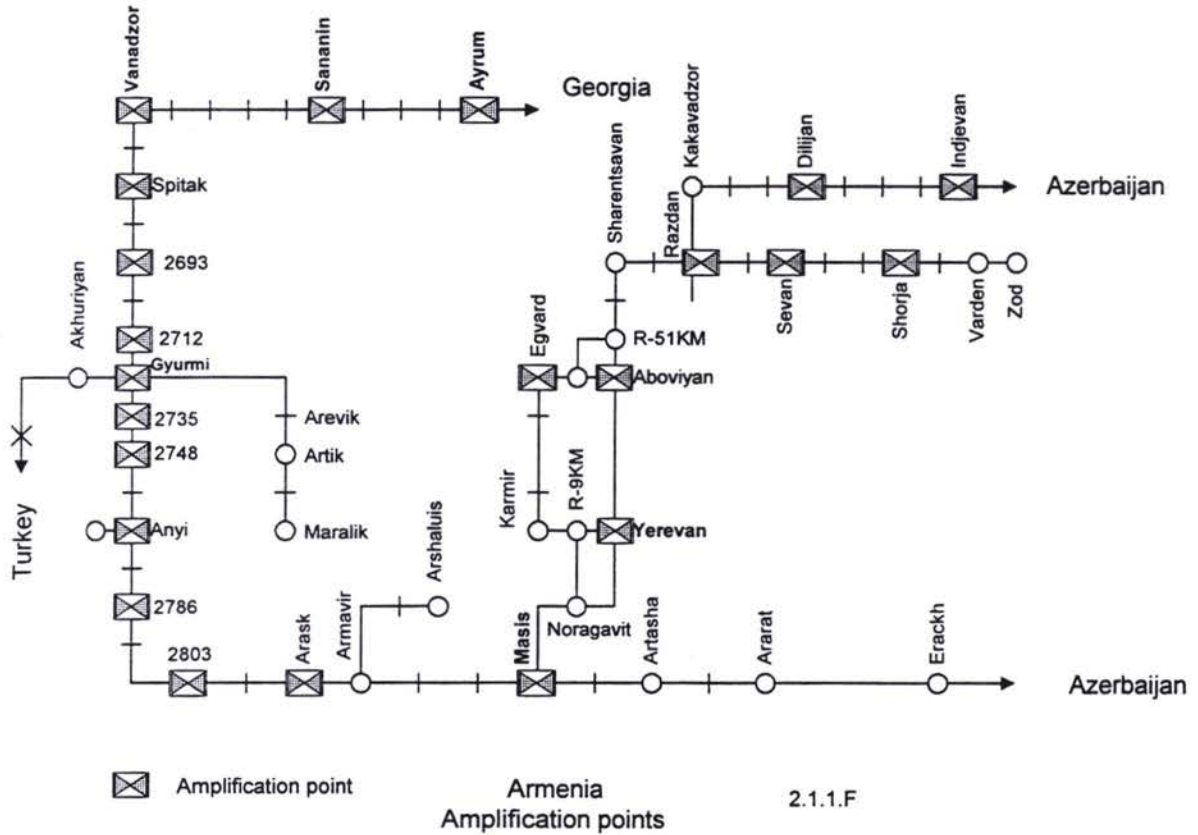 Vanadzor
Sananin
Ayrum
Georgia
Kakavadzor
Dilijan
Indjevan
Azerbaijan
Spitak
Sharentsavan
Razdan
2693
Sevan
Shorja
Varden
Zod
Akhuriyan
2712
Egvard
R-51KM
Gyurmi
Aboviyan
2735
Arevik
2748
Artik
Turkey
Anyi
Maralik
Karmir
R-9KM
Yerevan
Arshaluis
2786
Noragavit
2803
Arask
Armavir
Masis
Artasha
Ararat
Erackh
Azerbaijan
Amplification point
Armenia
Amplification points
2.1.1.F